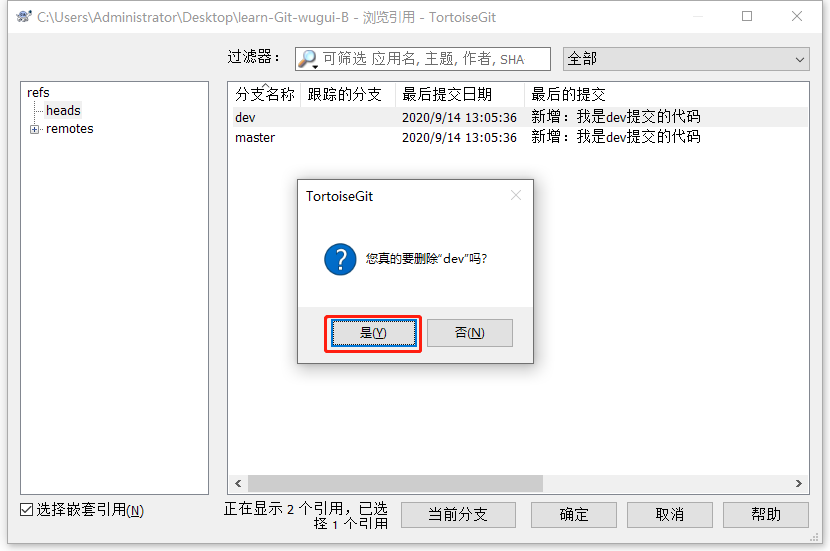 C:\Users\Administrator\Desktop\learn-Git-wugui-B - 浏览引用 - TortoiseGit
过滤器：
可筛选 应用名, 主题, 作者, SHA
全部
refs
heads
remotes
分支名称 跟踪的分支 最后提交日期 最后的提交
dev 2020/9/14 13:05:36 新增：我是dev提交的代码
master 2020/9/14 13:05:36 新增：我是dev提交的代码
TortoiseGit
您真的要删除“dev”吗?
是(Y) 否(N)
选择嵌套引用(N)
正在显示 2 个引用，已选
择 1 个引用
当前分支 确定 取消 帮助